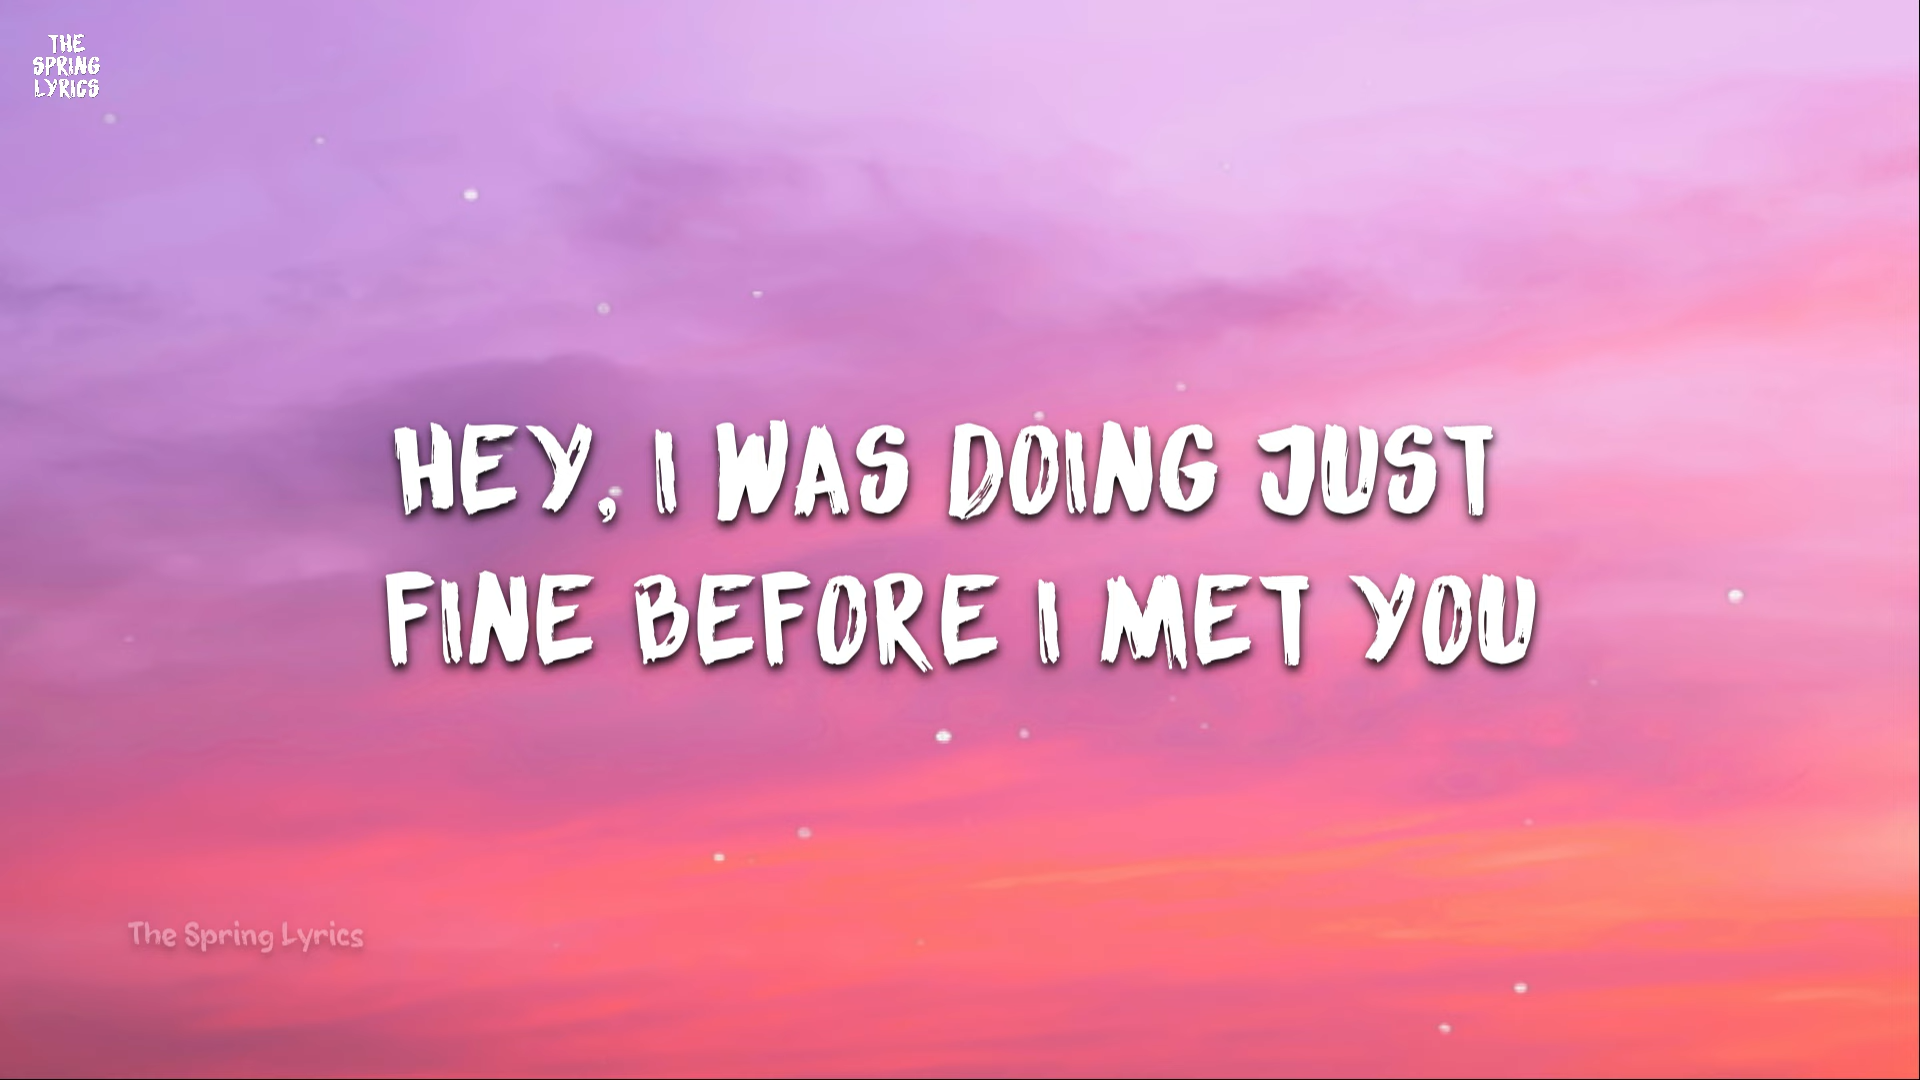 THE
SPRING
LYRICS
HEY, I WAS DOING JUST
FINE BEFORE I MET YOU
The Spring Lyrics